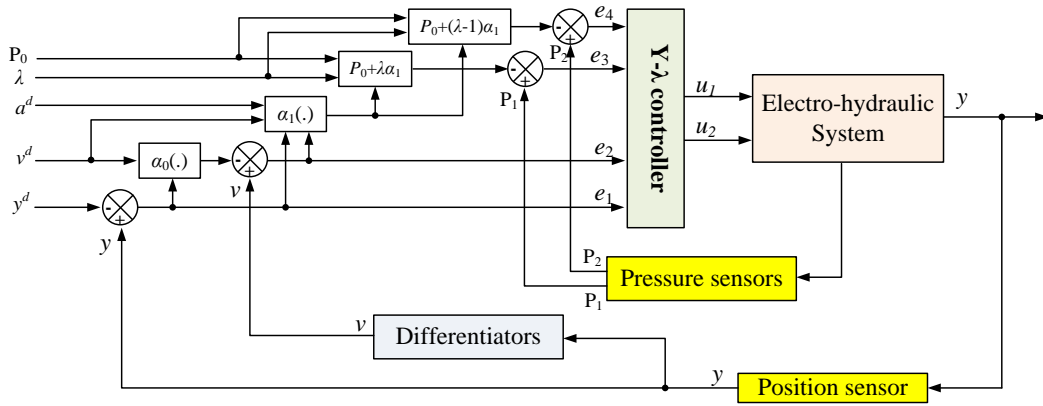 P₀+(λ-1)α₁
-
+
P₂
e₄
P₀
λ
P₀+λα₁
-
+
P₁
e₃
aᵈ
α₁(.)
vᵈ
α₀(.)
-
+
v
e₂
yᵈ
-
+
y
e₁
Y-λ controller
u₁
u₂
Electro-hydraulic
System
y
P₂
P₁
Pressure sensors
v
Differentiators
y
Position sensor